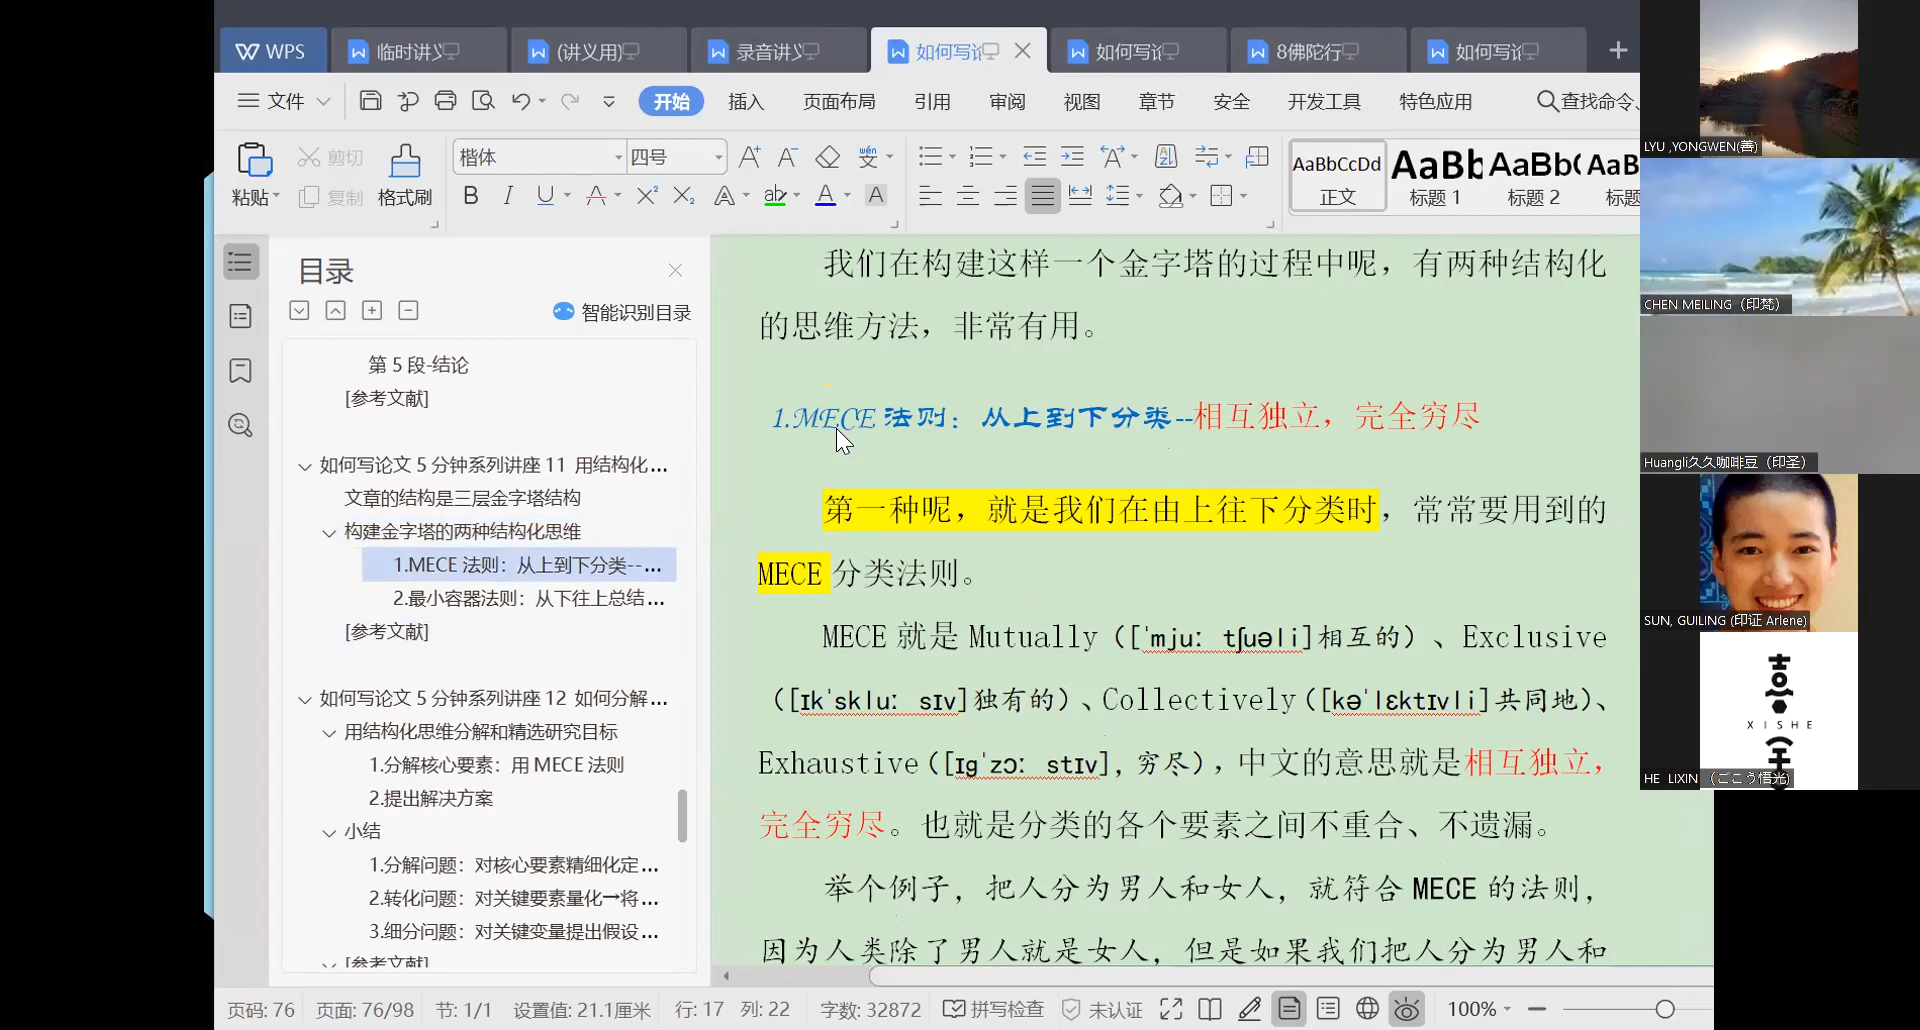 WPS
临时讲义
(讲义用)
录音讲义
如何写论
如何写论
8佛陀行
如何写论
文件
开始
插入
页面布局
引用
审阅
视图
章节
安全
开发工具
特色应用
查找命令、
粘贴
剪切
复制
格式刷
楷体
四号
AaBbCcDd
正文
AaBb
标题 1
AaBb(
标题 2
AaB
标题
目录
智能识别目录
第 5 段-结论
[参考文献]
如何写论文 5 分钟系列讲座 11 用结构化...
文章的结构是三层金字塔结构
构建金字塔的两种结构化思维
1.MECE 法则：从上到下分类--...
2.最小容器法则：从下往上总结...
[参考文献]
如何写论文 5 分钟系列讲座 12 如何分解...
用结构化思维分解和精选研究目标
1.分解核心要素：用 MECE 法则
2.提出解决方案
小结
1.分解问题：对核心要素精细化定...
2.转化问题：对关键要素量化→将...
3.细分问题：对关键变量提出假设...
[参考文献]
我们在构建这样一个金字塔的过程中呢，有两种结构化
的思维方法，非常有用。
1.MECE 法则：从上到下分类--相互独立，完全穷尽
第一种呢，就是我们在由上往下分类时，常常要用到的
MECE 分类法则。
MECE 就是 Mutually（[ˈmjuː tʃuəli]相互的）、Exclusive
（[ɪkˈskluː sɪv]独有的）、Collectively（[kəˈlɛktɪvli]共同地）、
Exhaustive（[ɪgˈzɔː stɪv]，穷尽），中文的意思就是相互独立，
完全穷尽。也就是分类的各个要素之间不重合、不遗漏。
举个例子，把人分为男人和女人，就符合 MECE 的法则，
因为人类除了男人就是女人，但是如果我们把人分为男人和
页码: 76
页面: 76/98
节: 1/1
设置值: 21.1厘米
行: 17
列: 22
字数: 32872
拼写检查
未认证
100%
LYU ,YONGWEN(善)
CHEN MEILING（印梵）
Huangli久久咖啡豆（印圣）
SUN, GUILING (印证 Arlene)
XISHE
HE LIXIN （ごこう悟光)